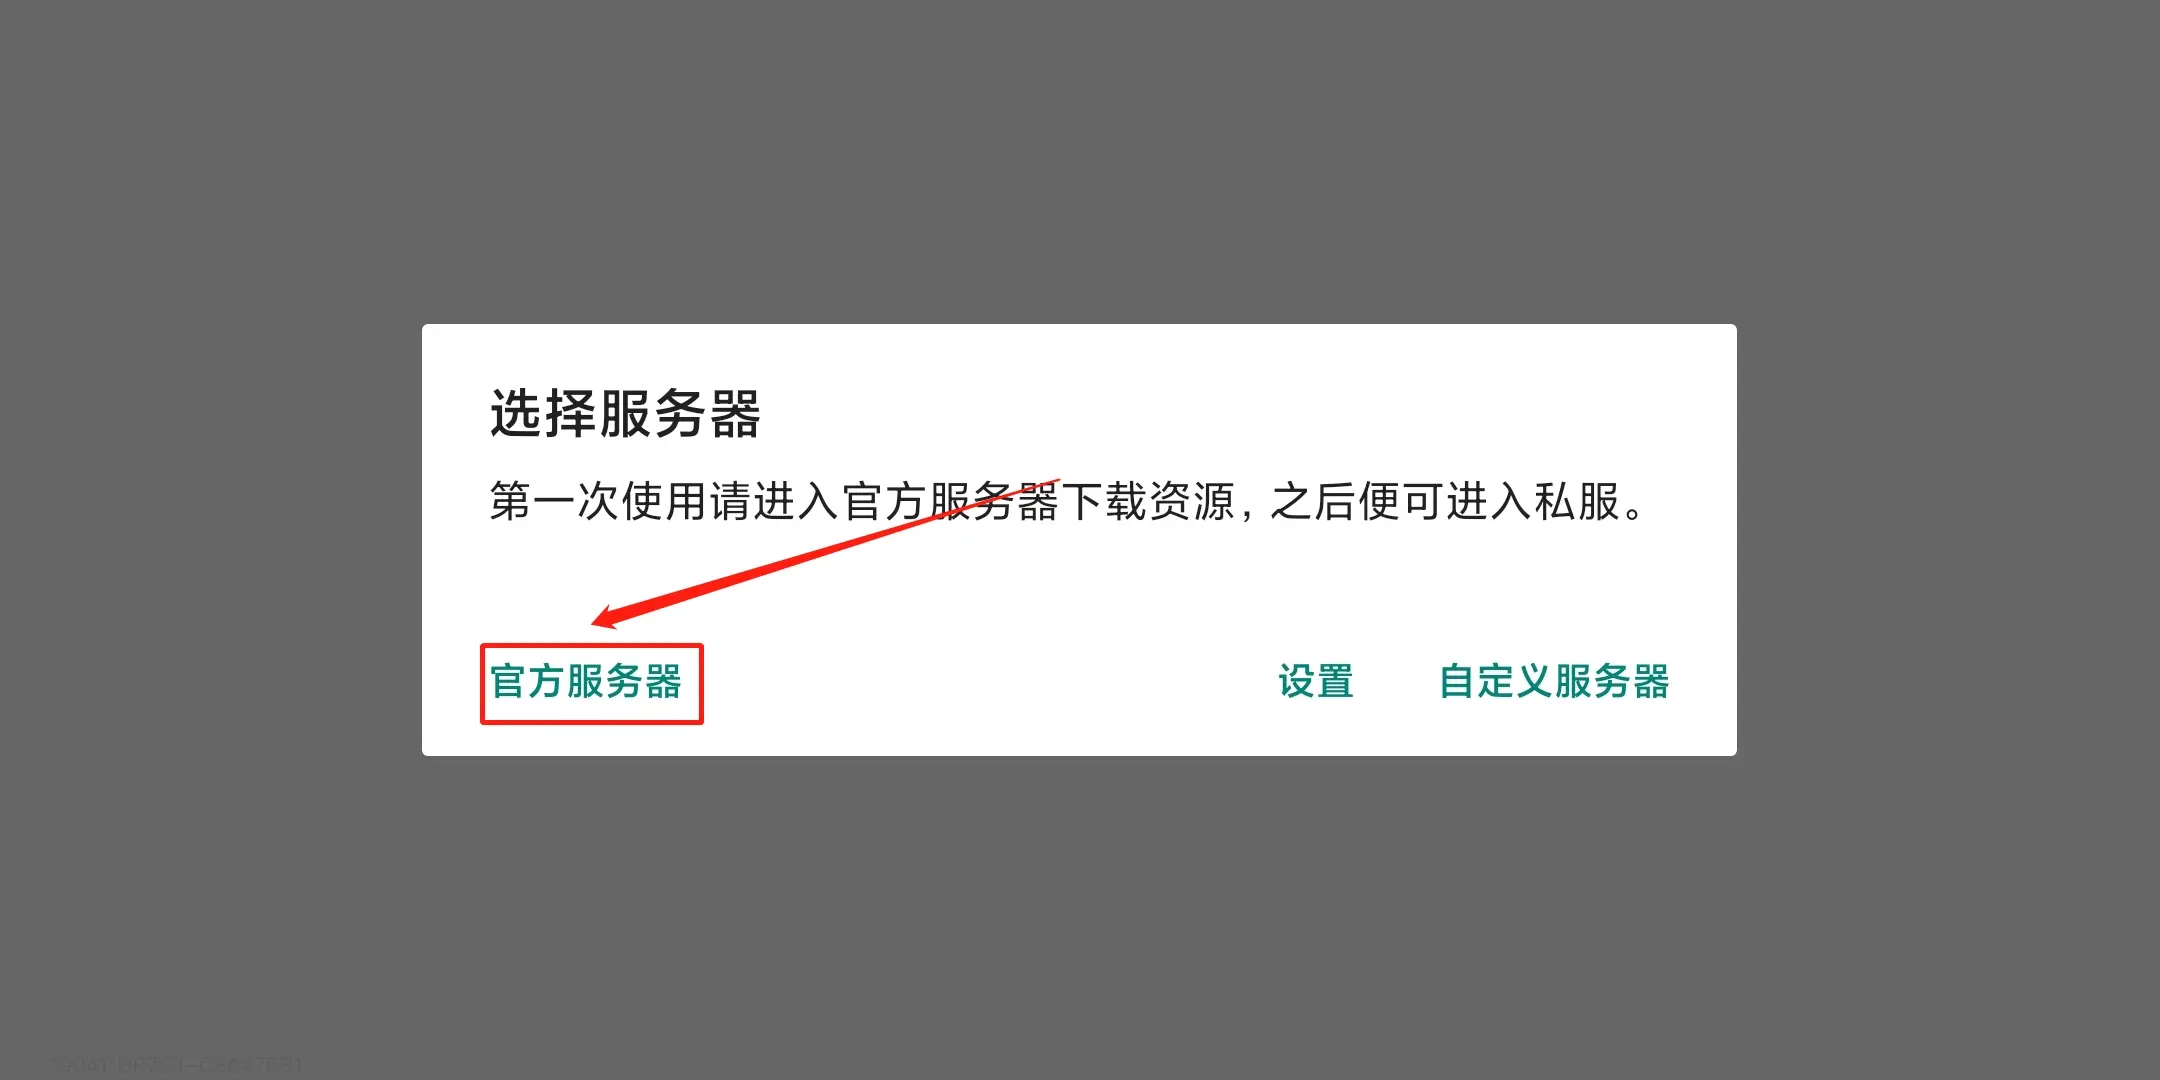 选择服务器
第一次使用请进入官方服务器下载资源，之后便可进入私服。
官方服务器 设置 自定义服务器